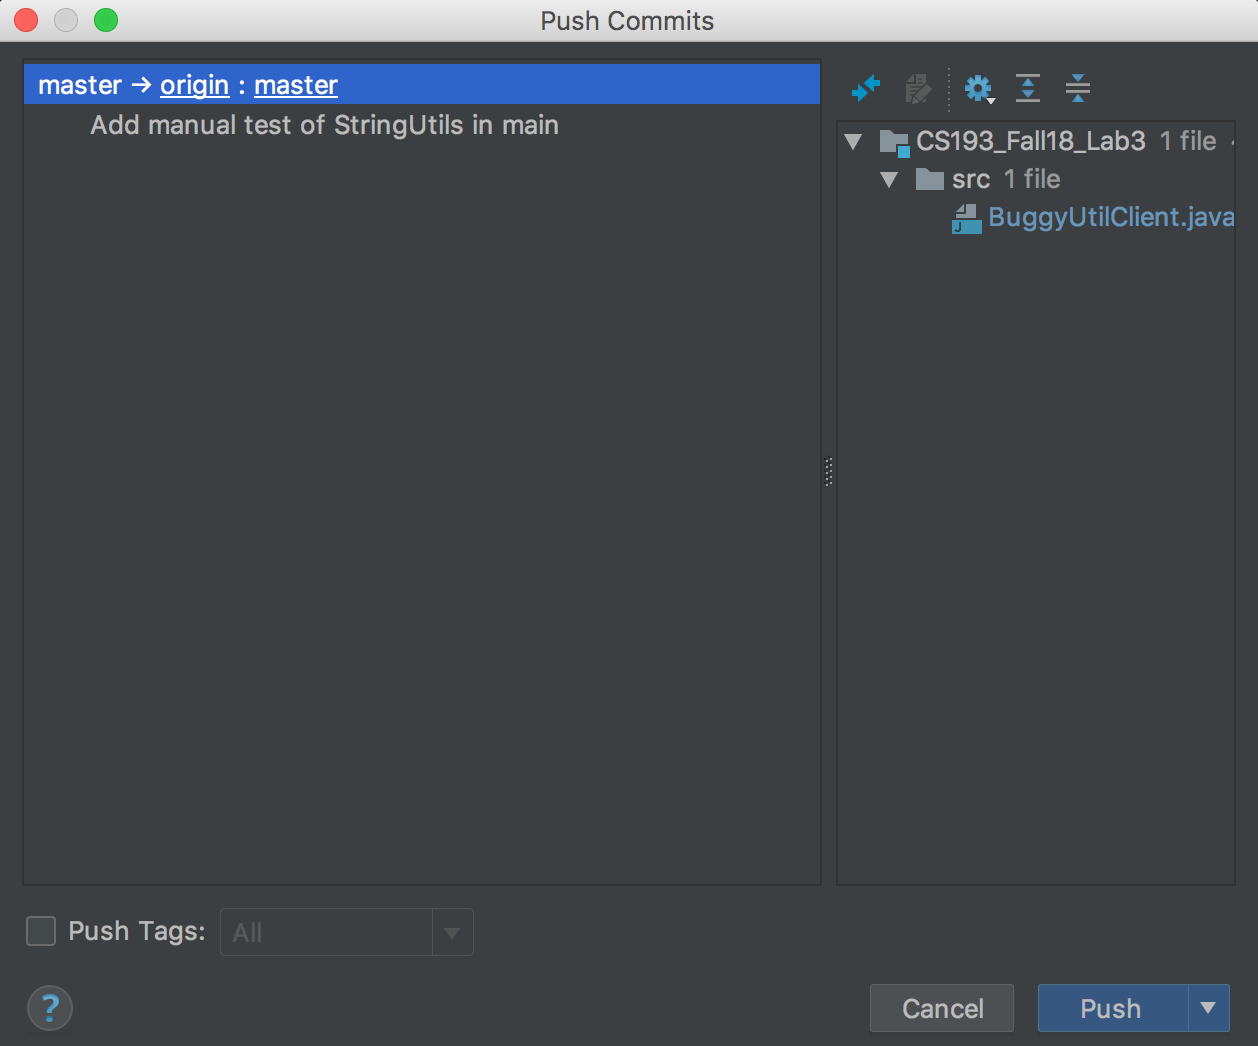 Push Commits
master → origin : master
Add manual test of StringUtils in main
CS193_Fall18_Lab3 1 file
src 1 file
J BuggyUtilClient.java
Push Tags: All
? Cancel Push